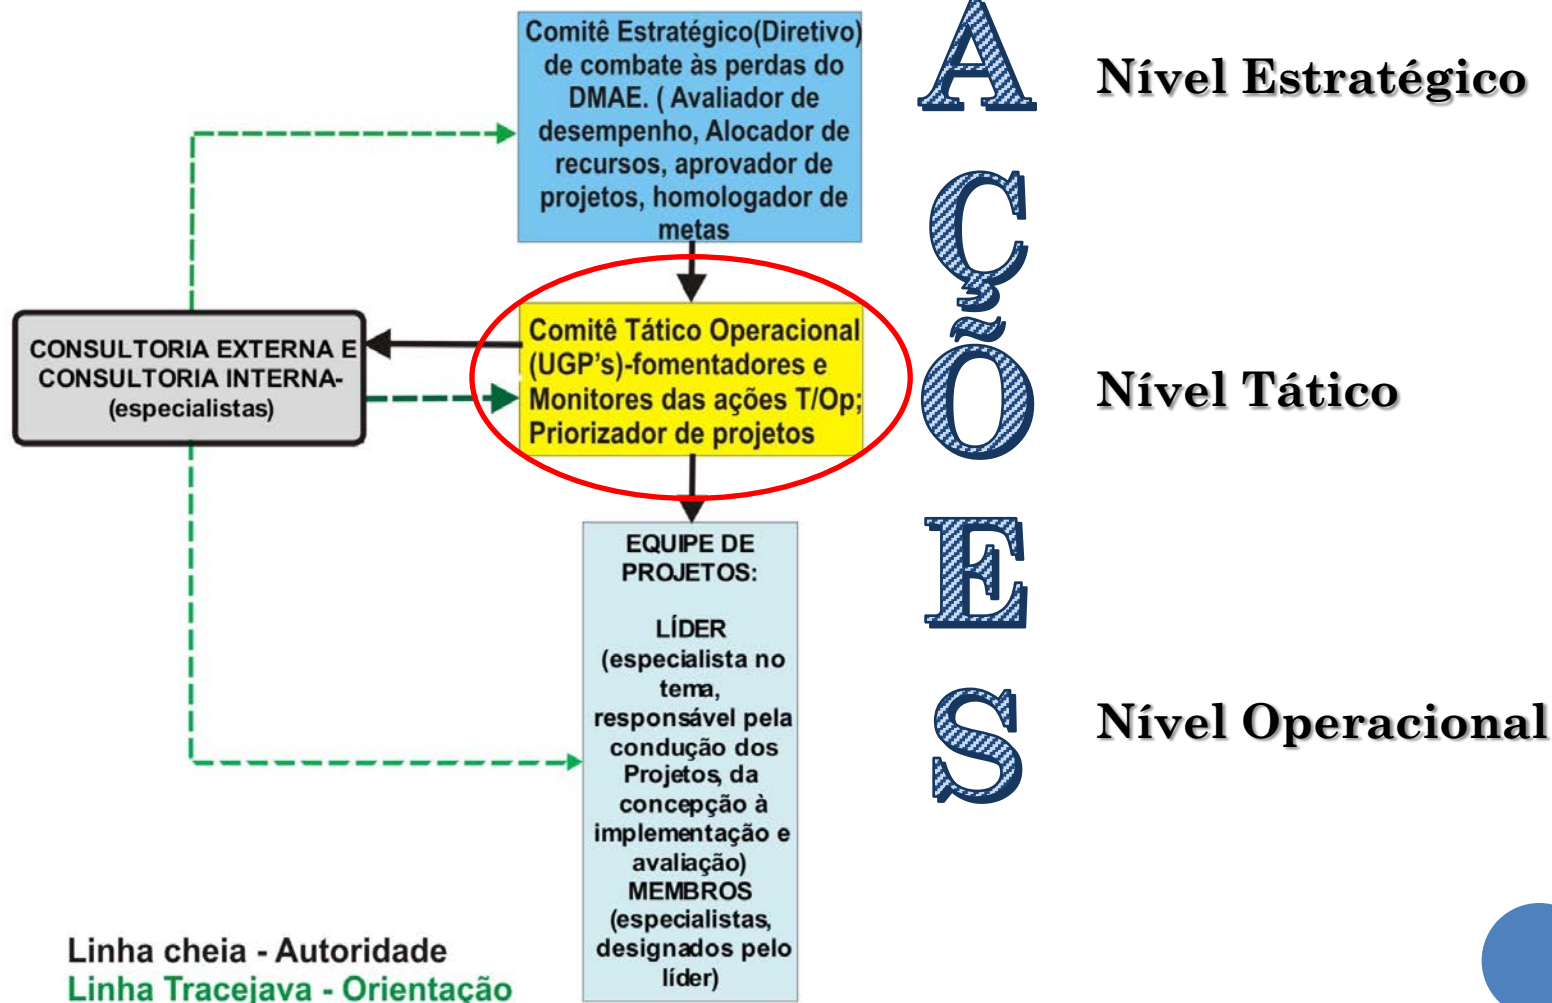 Comitê Estratégico(Diretivo)
de combate às perdas do
DMAE. ( Avaliador de
desempenho, Alocador de
recursos, aprovador de
projetos, homologador de
metas
CONSULTORIA EXTERNA E
CONSULTORIA INTERNA-
(especialistas)
Comitê Tático Operacional
(UGP's)-fomentadores e
Monitores das ações T/Op;
Priorizador de projetos
EQUIPE DE
PROJETOS:
LÍDER
(especialista no
tema,
responsável pela
condução dos
Projetos, da
concepção à
implementação e
avaliação)
MEMBROS
(especialistas,
designados pelo
líder)
A
Ç
Õ
E
S
Nível Estratégico
Nível Tático
Nível Operacional
Linha cheia - Autoridade
Linha Tracejava - Orientação